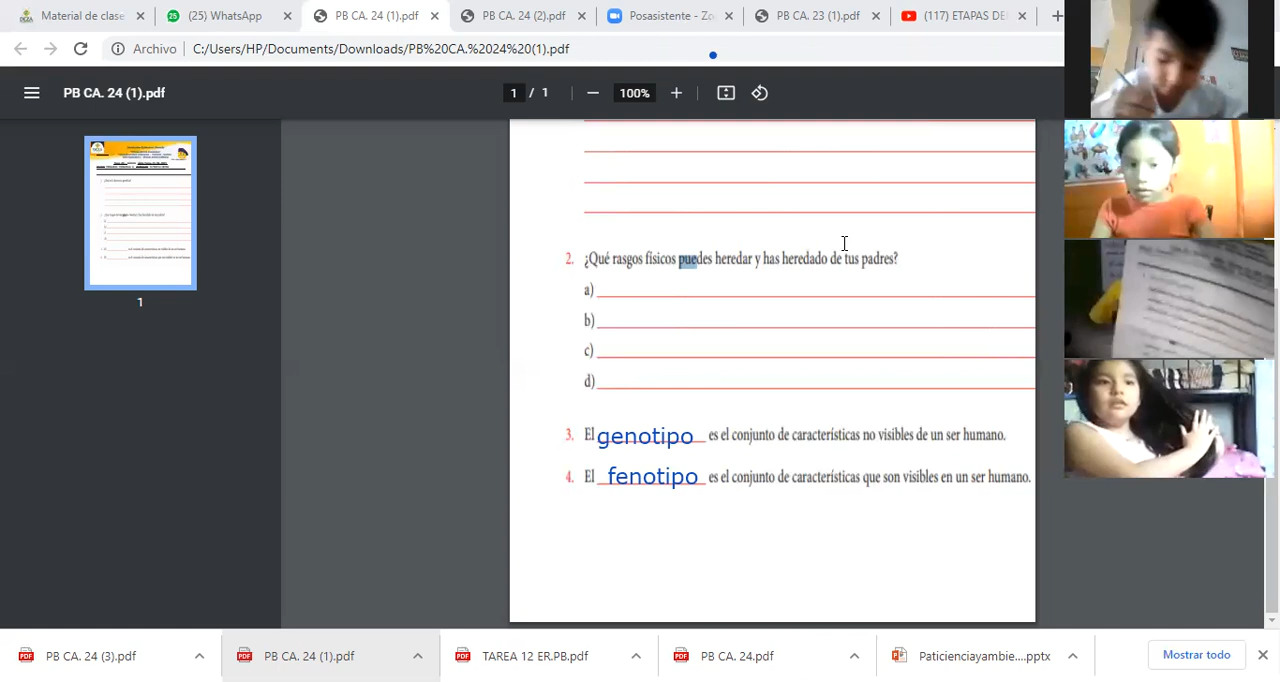 Material de clase
(25) WhatsApp
PB CA. 24 (1).pdf
PB CA. 24 (2).pdf
Posasistente - Zo
PB CA. 23 (1).pdf
(117) ETAPAS DE
Archivo
C:/Users/HP/Documents/Downloads/PB%20CA.%2024%20(1).pdf
PB CA. 24 (1).pdf
1 / 1
100%
1
2. ¿Qué rasgos físicos puedes heredar y has heredado de tus padres?
a)
b)
c)
d)
3. El genotipo es el conjunto de características no visibles de un ser humano.
4. El fenotipo es el conjunto de características que son visibles en un ser humano.
PB CA. 24 (3).pdf
PB CA. 24 (1).pdf
TAREA 12 ER.PB.pdf
PB CA. 24.pdf
Paticienciayambie....pptx
Mostrar todo